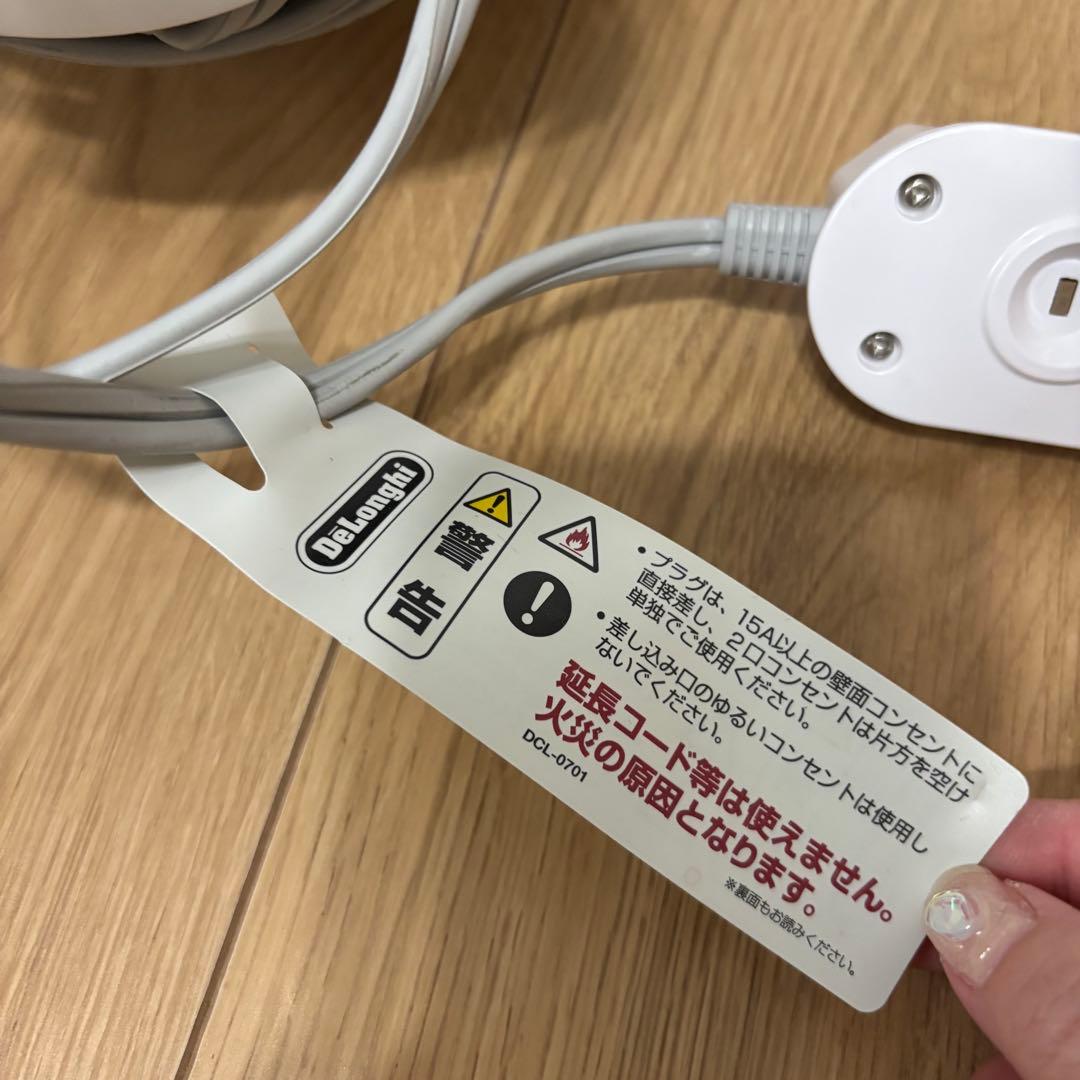 DeLonghi
警告
・プラグは、15A以上の壁面コンセントに
直接差し、2口コンセントは片方を空け
単独でご使用ください。
・差し込み口のゆるいコンセントは使用し
ないでください。
延長コード等は使えません。
火災の原因となります。
DCL-0701
※裏面もお読みください。